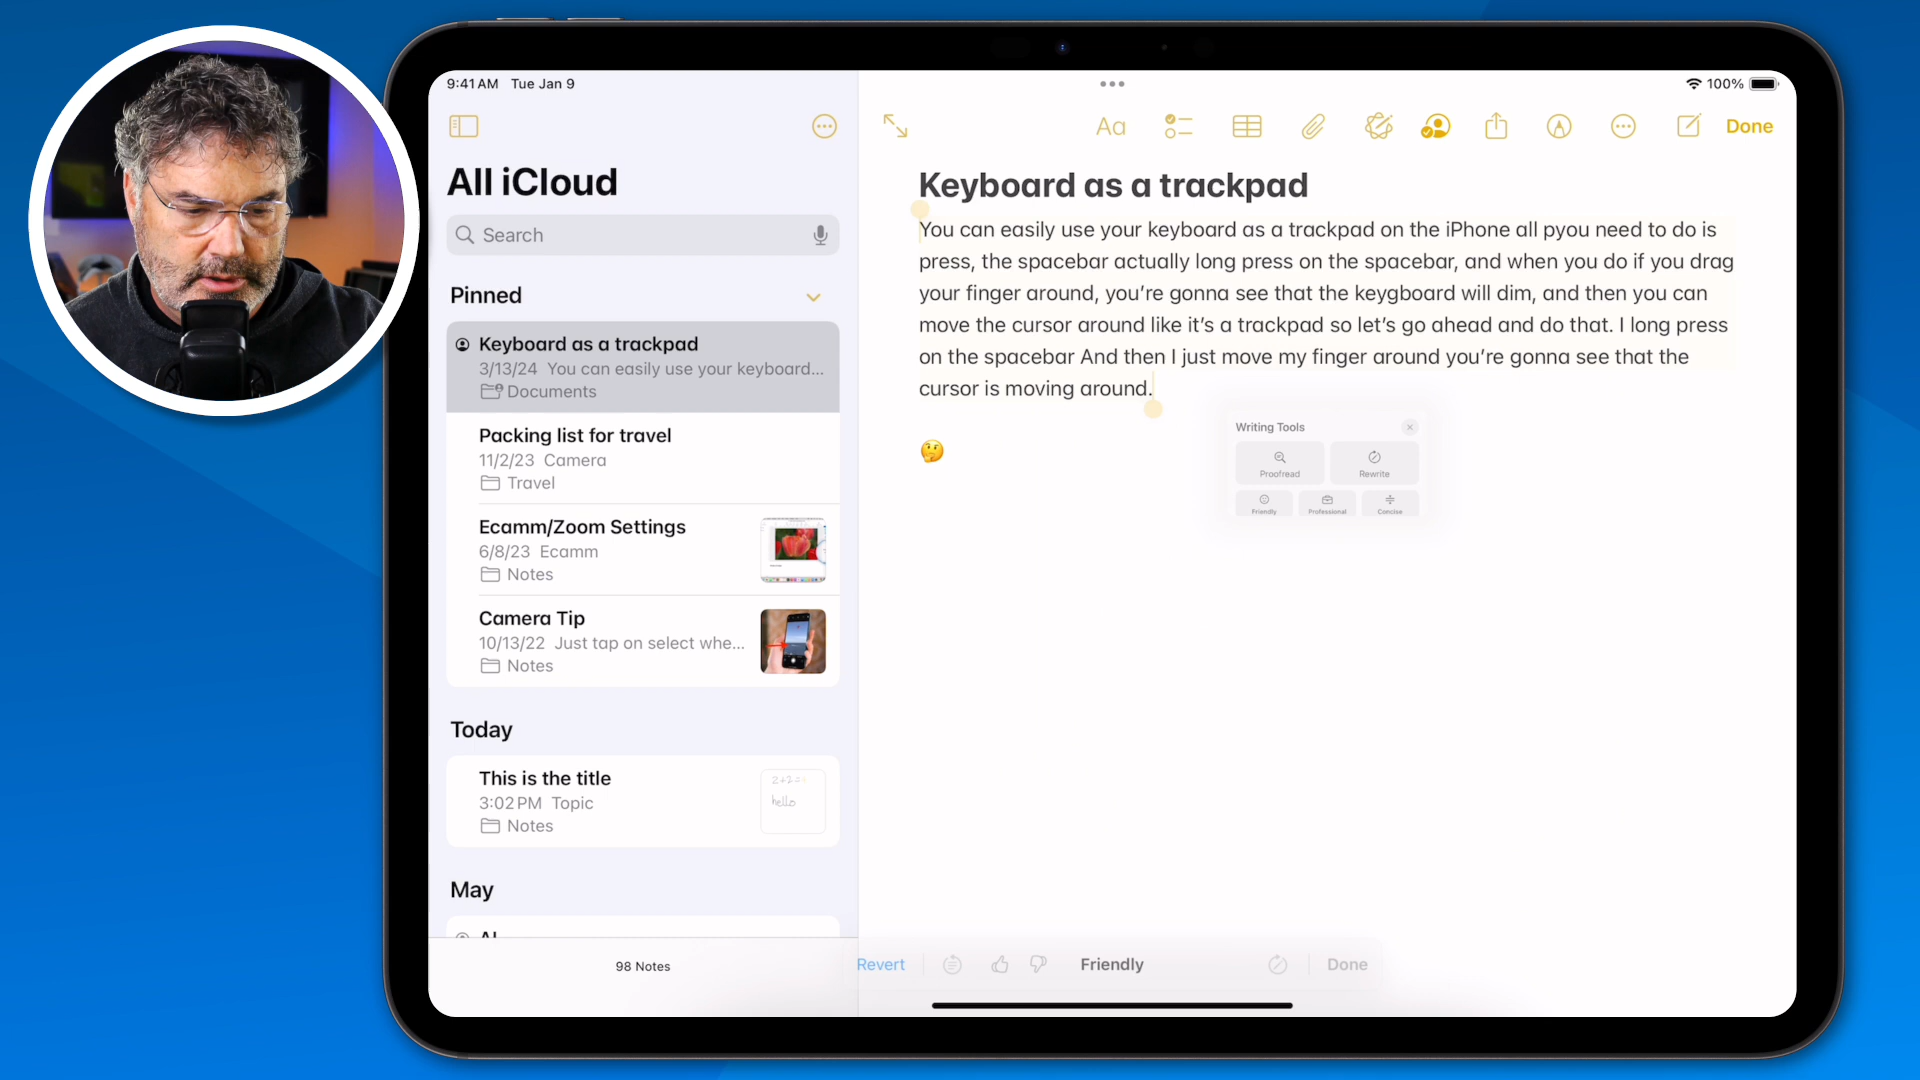 9:41 AM Tue Jan 9
100%
Done
All iCloud
Search
Pinned
Keyboard as a trackpad
3/13/24 You can easily use your keyboard...
Documents
Packing list for travel
11/2/23 Camera
Travel
Ecamm/Zoom Settings
6/8/23 Ecamm
Notes
Camera Tip
10/13/22 Just tap on select whe...
Notes
Today
This is the title
3:02 PM Topic
Notes
2+2=
hello
May
98 Notes
Aa
Keyboard as a trackpad
You can easily use your keyboard as a trackpad on the iPhone all pyou need to do is
press, the spacebar actually long press on the spacebar, and when you do if you drag
your finger around, you’re gonna see that the keygboard will dim, and then you can
move the cursor around like it’s a trackpad so let’s go ahead and do that. I long press
on the spacebar And then I just move my finger around you’re gonna see that the
cursor is moving around.
🤔
Writing Tools
Proofread
Rewrite
Friendly
Professional
Concise
Revert
Friendly
Done